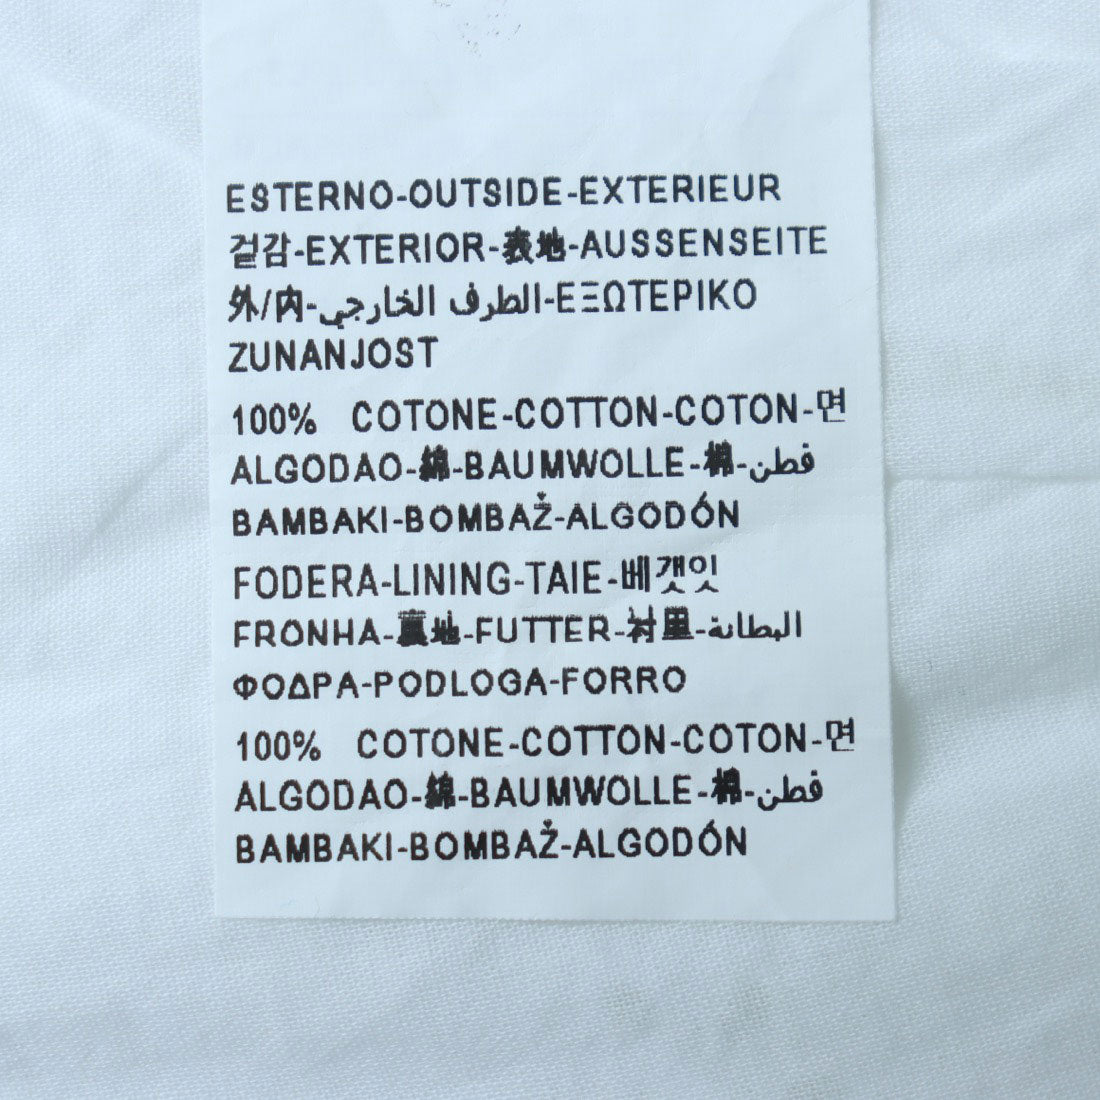 ESTERNO-OUTSIDE-EXTERIEUR
겉감-EXTERIOR-表地-AUSSENSEITE
外/内-الطرف الخارجي-ΕΞΩΤΕΡΙΚΟ
ZUNANJOST
100% COTONE-COTTON-COTON-면
ALGODAO-綿-BAUMWOLLE-棉-قطن
BAMBAKI-BOMBAŽ-ALGODÓN
FODERA-LINING-TAIE-베갯잇
FRONHA-裏地-FUTTER-衬里-البطانة
ΦΟΔΡΑ-PODLOGA-FORRO
100% COTONE-COTTON-COTON-면
ALGODAO-綿-BAUMWOLLE-棉-قطن
BAMBAKI-BOMBAŽ-ALGODÓN